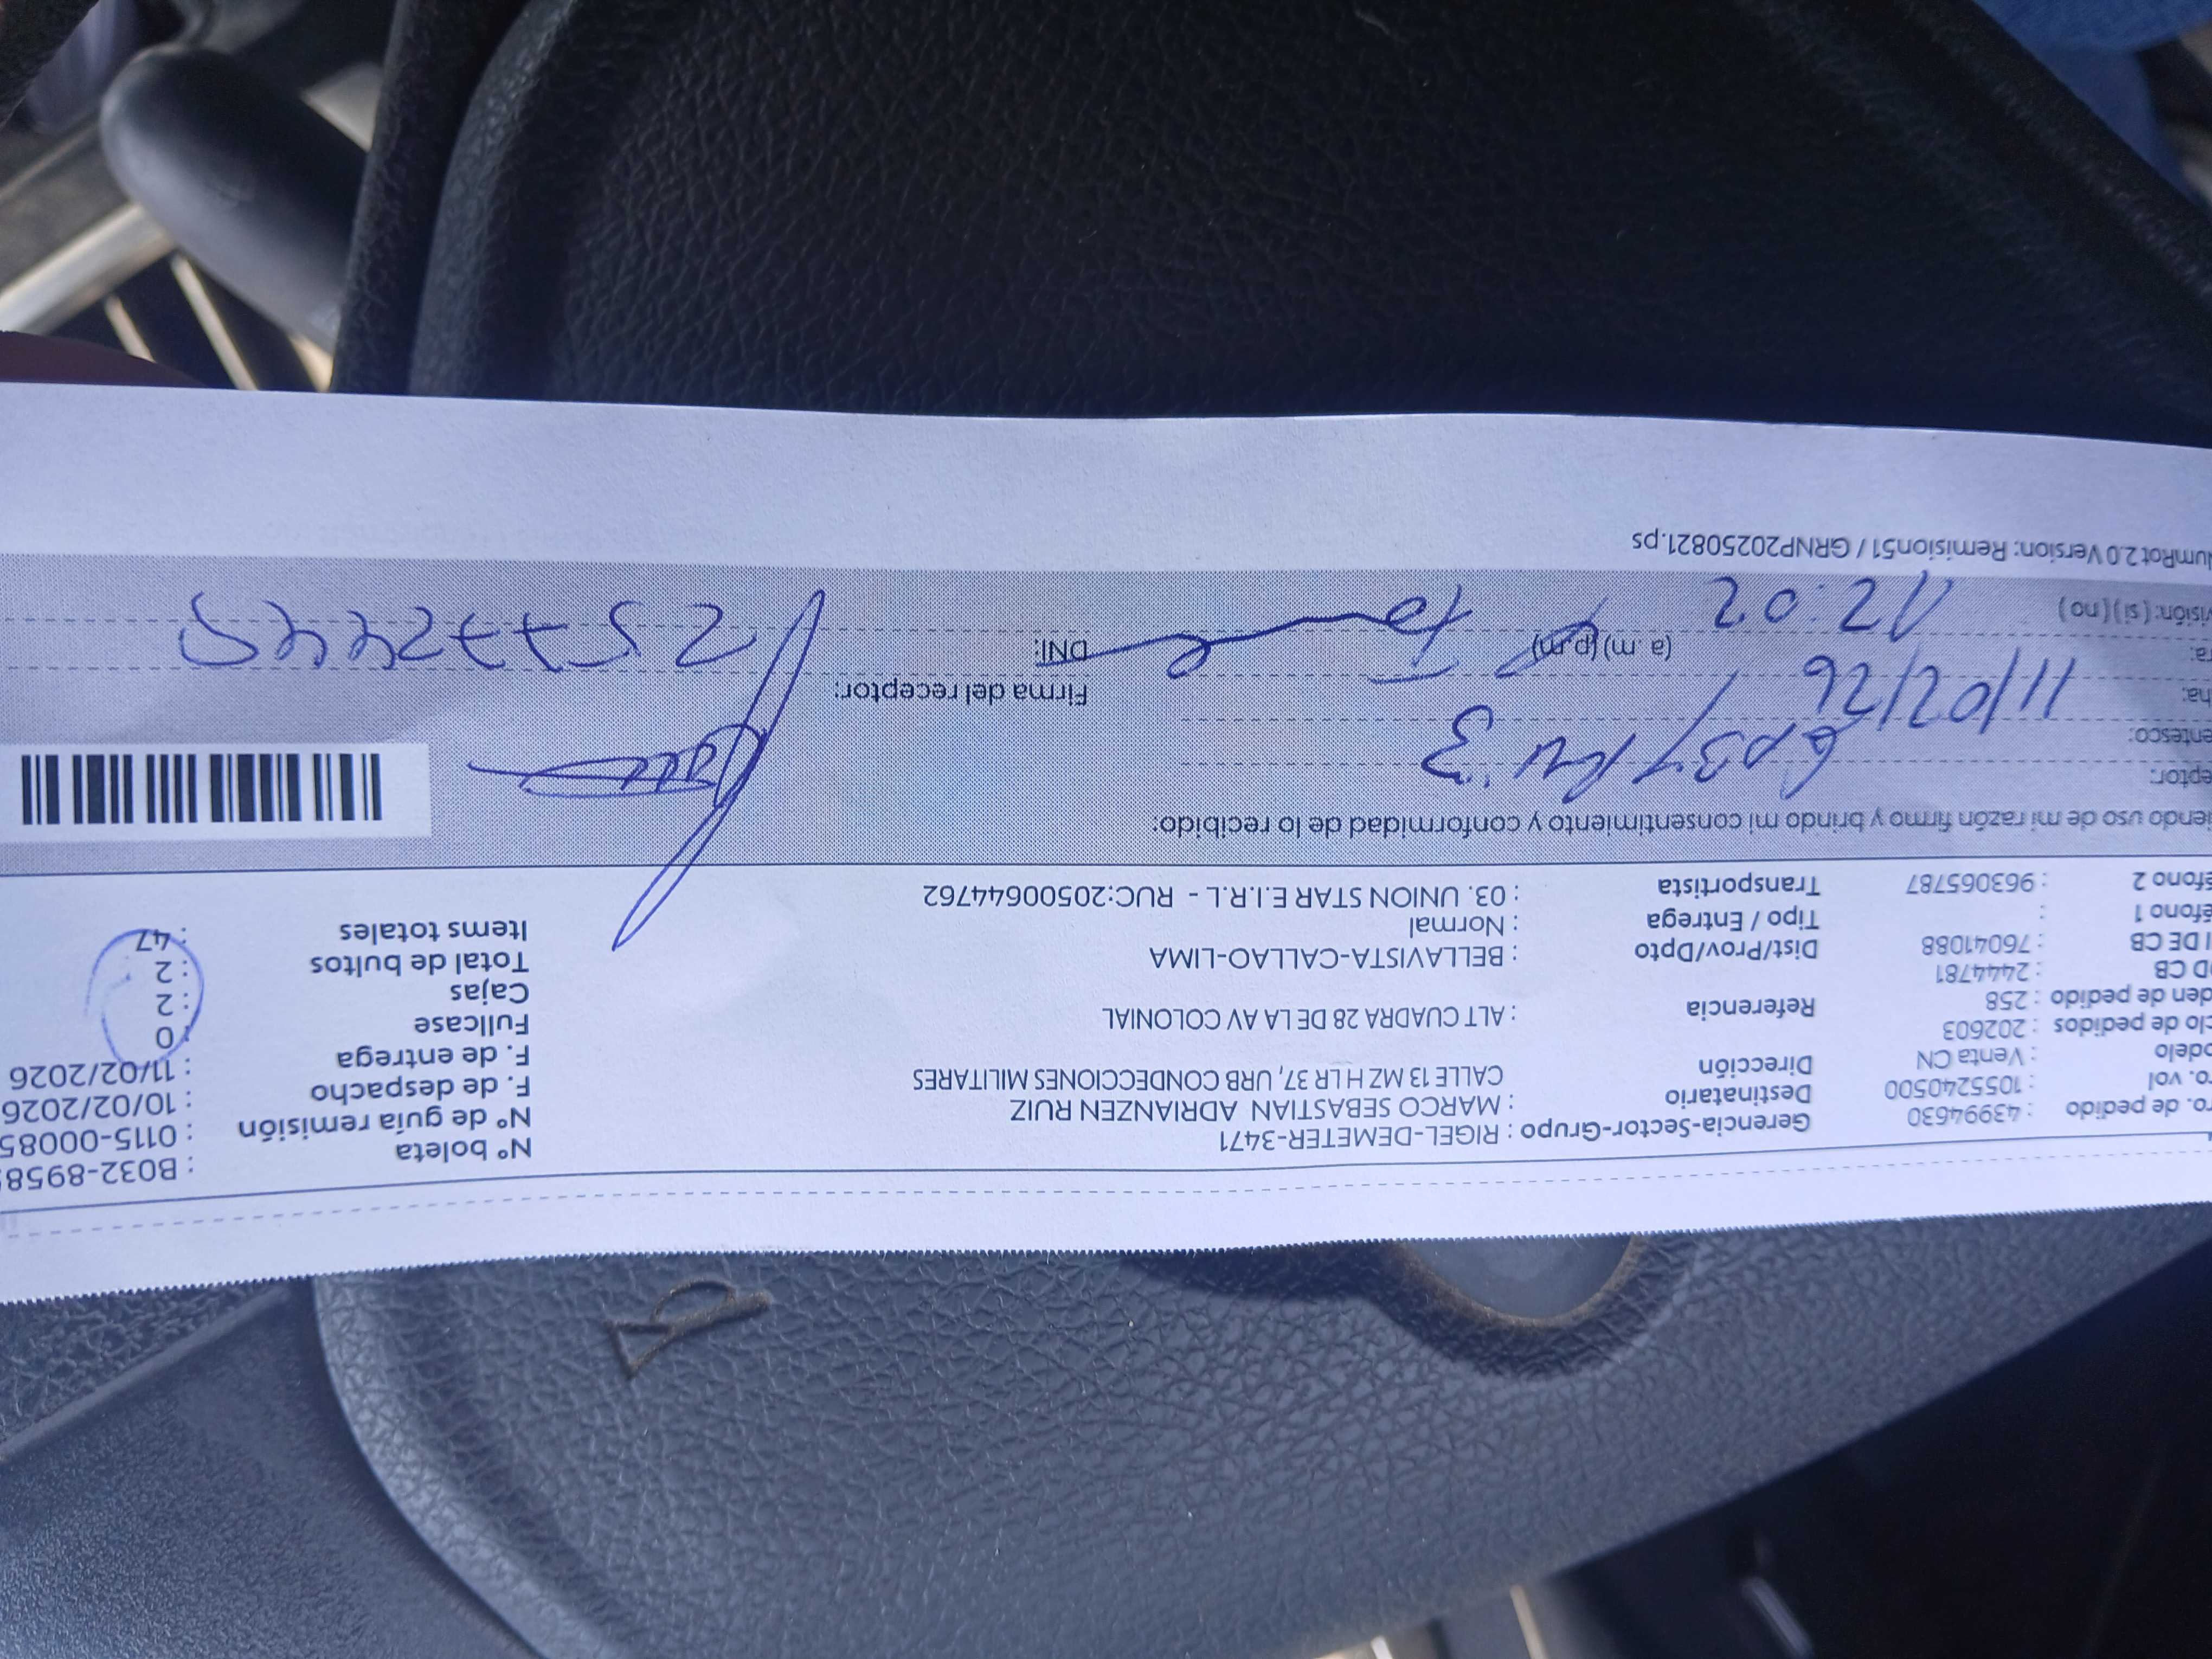 Nº boleta : B032-8958
Gerencia-Sector-Grupo : RIGEL-DEMETER-3471
Nº de guía remisión : 0115-00085
ro. de pedido : 43994630
Destinatario : MARCO SEBASTIAN ADRIANZEN RUIZ
F. de despacho : 10/02/2026
ro. vol : 1055240500
Dirección CALLE 13 MZ H LR 37, URB CONDECCIONES MILITARES
F. de entrega : 11/02/2026
odelo : Venta CN
Fullcase : 0
clo de pedidos : 202603
Referencia : ALT CUADRA 28 DE LA AV COLONIAL
Cajas : 2
den de pedido : 258
Total de bultos : 2
D CB : 2444781
Dist/Prov/Dpto : BELLAVISTA-CALLAO-LIMA
Items totales : 47
I DE CB : 76041088
Tipo / Entrega : Normal
éfono 1 :
Transportista : 03. UNION STAR E.I.R.L. - RUC:20500644762
éfono 2 : 963065787
iendo uso de mi razón firmo y brindo mi consentimiento y conformidad de lo recibido:
eptor:
entesco:
ha: 11/02/26
Firma del receptor:
ra: 12:02 (a. m) (p.m)
DNI: 25772445
visión: ( si ) ( no )
umRot 2.0 Version: Remision51 / GRNP20250821.ps